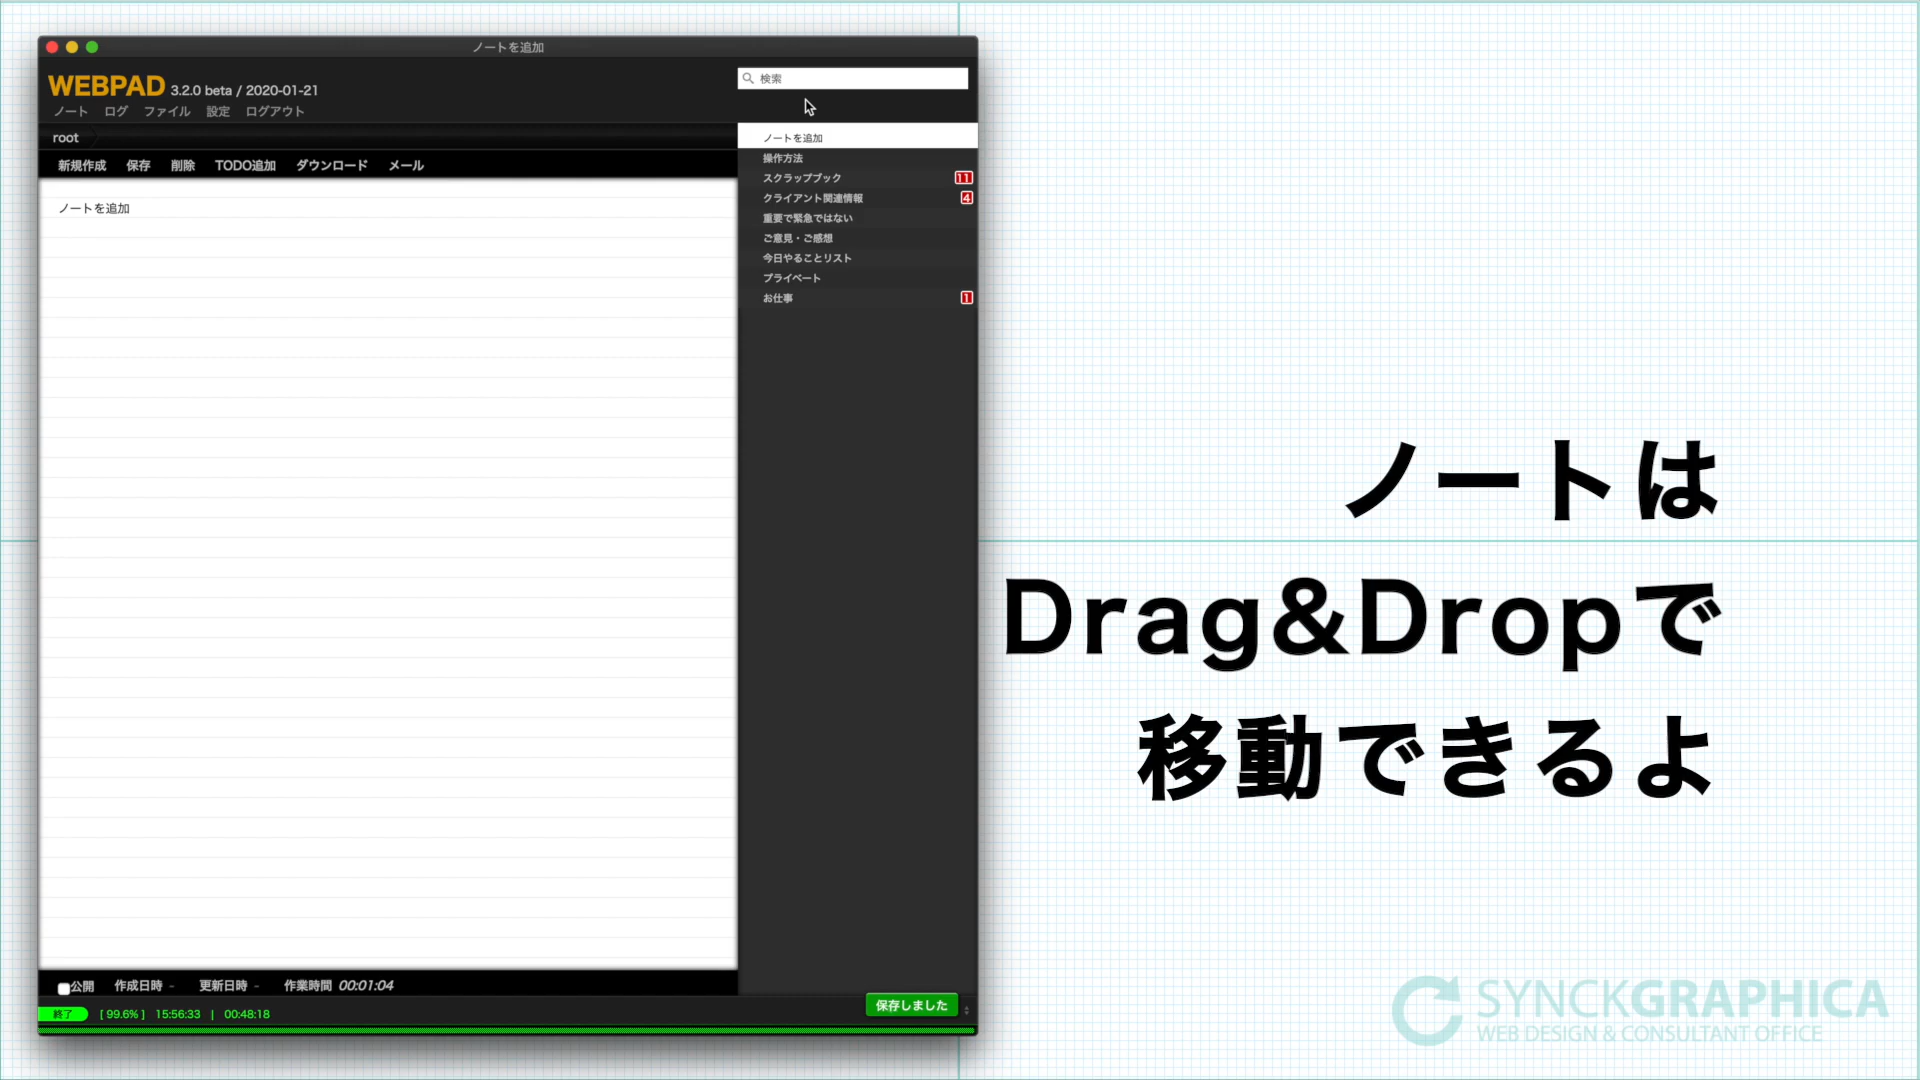 ノートを追加
WEBPAD 3.2.0 beta / 2020-01-21
検索
ノート ログ ファイル 設定 ログアウト
root
新規作成 保存 削除 TODO追加 ダウンロード メール
ノートを追加
ノートを追加
操作方法
スクラップブック 11
クライアント関連情報 4
重要で緊急ではない
ご意見・ご感想
今日やることリスト
プライベート
お仕事 1
公開 作成日時 - 更新日時 - 作業時間 00:01:04
終了 [ 99.6% ] 15:56:33 | 00:48:18
保存しました
ノートは
Drag&Dropで
移動できるよ
SYNCKGRAPHICA
WEB DESIGN & CONSULTANT OFFICE